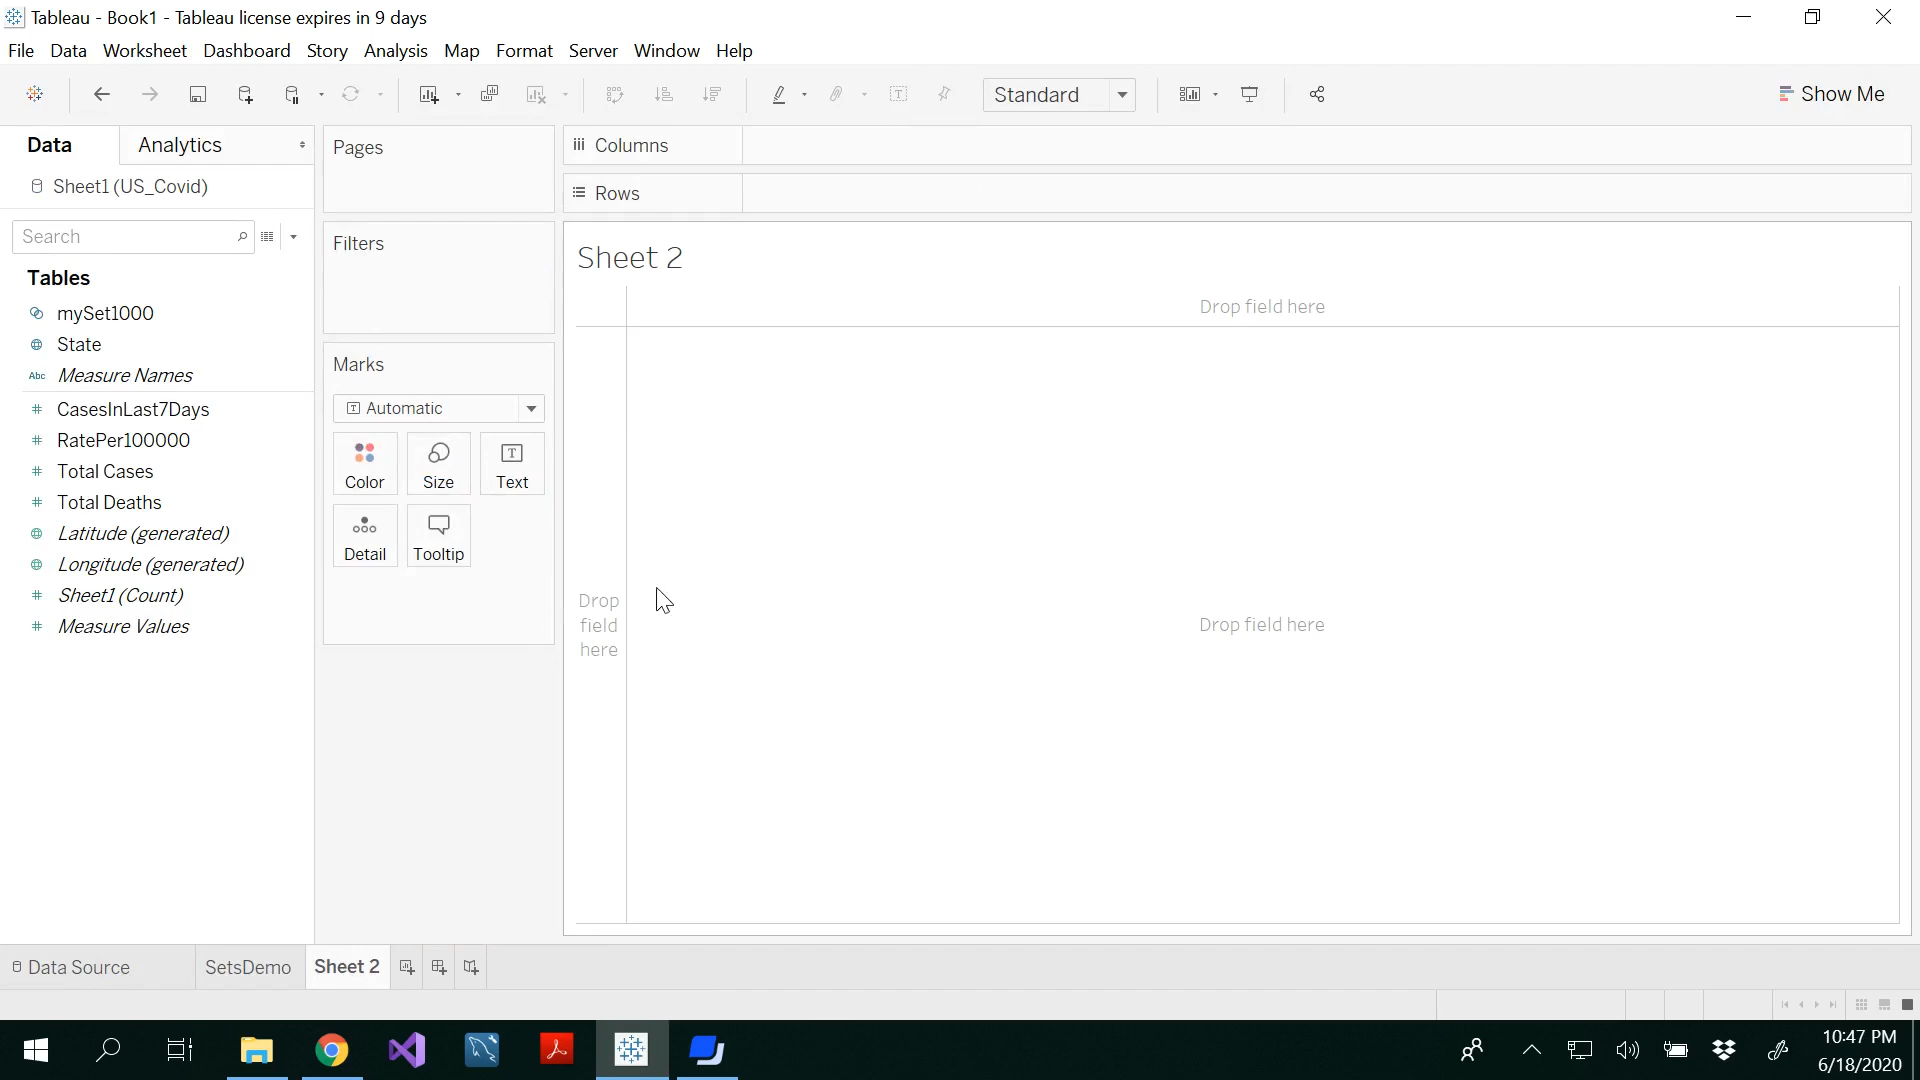 Tableau - Book1 - Tableau license expires in 9 days
File Data Worksheet Dashboard Story Analysis Map Format Server Window Help
Standard
Show Me
Data
Analytics
Pages
Columns
Sheet1 (US_Covid)
Rows
Search
Filters
Sheet 2
Tables
mySet1000
Drop field here
State
Abc Measure Names
Marks
CasesInLast7Days
Automatic
RatePer100000
Total Cases
Color Size Text
Total Deaths
Latitude (generated)
Detail Tooltip
Longitude (generated)
Sheet1 (Count)
Measure Values
Drop
field
here
Drop field here
Data Source
SetsDemo
Sheet 2
10:47 PM
6/18/2020